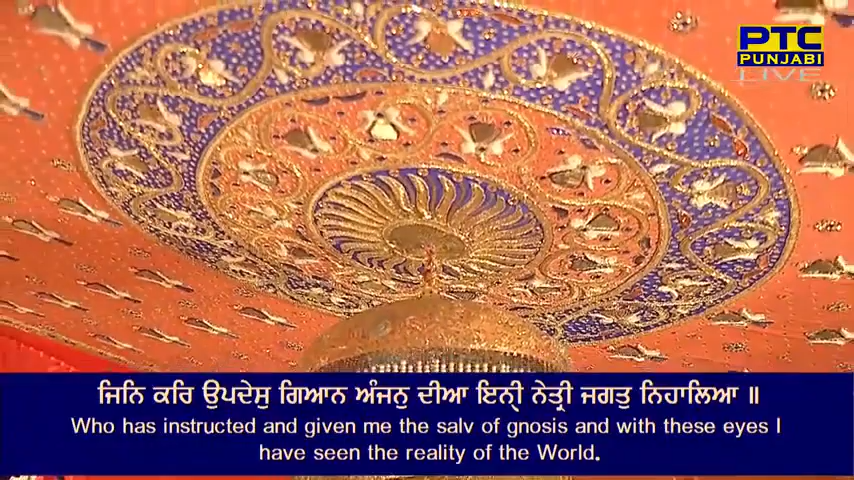 PTC
PUNJABI
LIVE
ਜਿਨਿ ਕਰਿ ਉਪਦੇਸੁ ਗਿਆਨ ਅੰਜਨੁ ਦੀਆ ਇਨ੍ੀ ਨੇਤ੍ਰੀ ਜਗਤੁ ਨਿਹਾਲਿਆ ॥
Who has instructed and given me the salv of gnosis and with these eyes I
have seen the reality of the World.